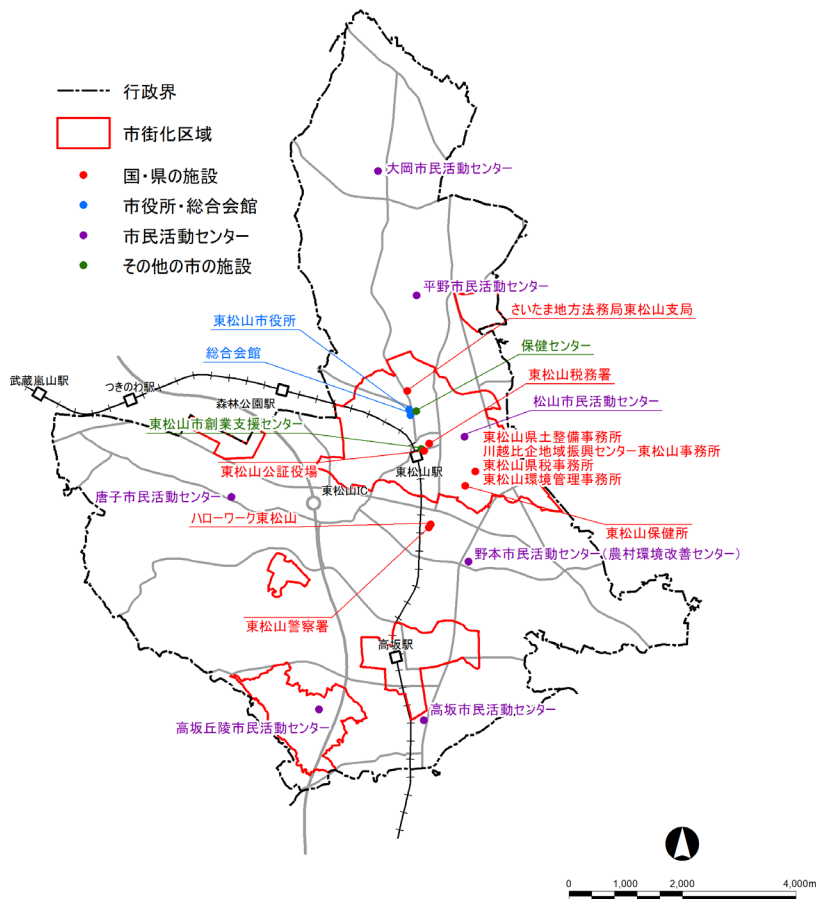 行政界
市街化区域
国・県の施設
市役所・総合会館
市民活動センター
その他の市の施設
大岡市民活動センター
平野市民活動センター
さいたま地方法務局東松山支局
東松山市役所
保健センター
総合会館
東松山税務署
武蔵嵐山駅
つきのわ駅
森林公園駅
松山市民活動センター
東松山市創業支援センター
東松山県土整備事務所
川越比企地域振興センター東松山事務所
東松山公証役場
東松山駅
東松山県税事務所
東松山環境管理事務所
唐子市民活動センター
東松山IC
ハローワーク東松山
東松山保健所
野本市民活動センター(農村環境改善センター)
東松山警察署
高坂駅
高坂市民活動センター
高坂丘陵市民活動センター
0 1,000 2,000 4,000m